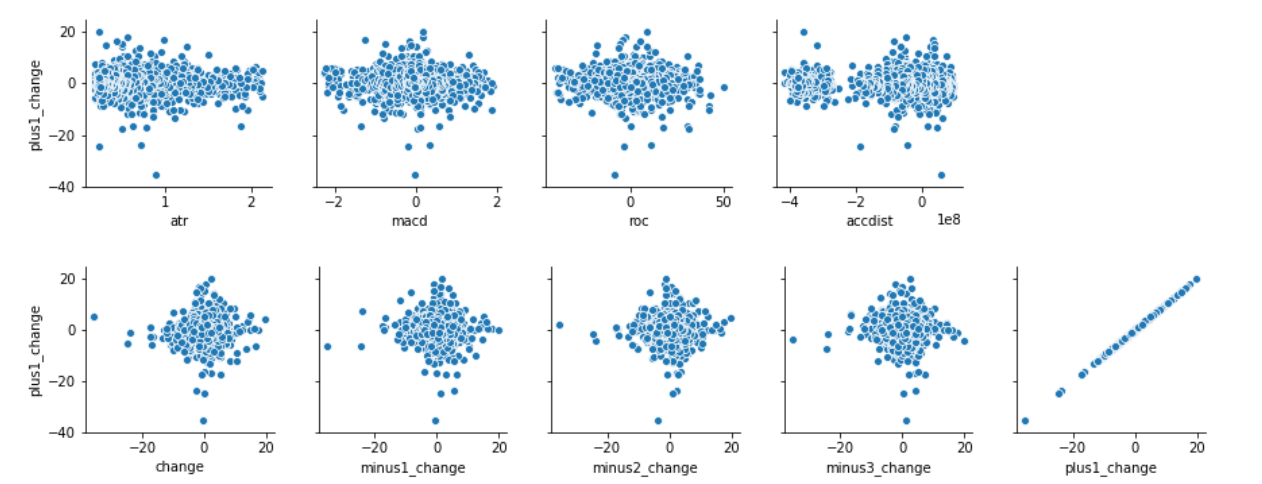 20
0
−20
−40
plus1_change
1 2
atr
−2 0 2
macd
0 50
roc
−4 −2 0
1e8
accdist
20
0
−20
−40
plus1_change
−20 0 20
change
−20 0 20
minus1_change
−20 0 20
minus2_change
−20 0 20
minus3_change
−20 0 20
plus1_change